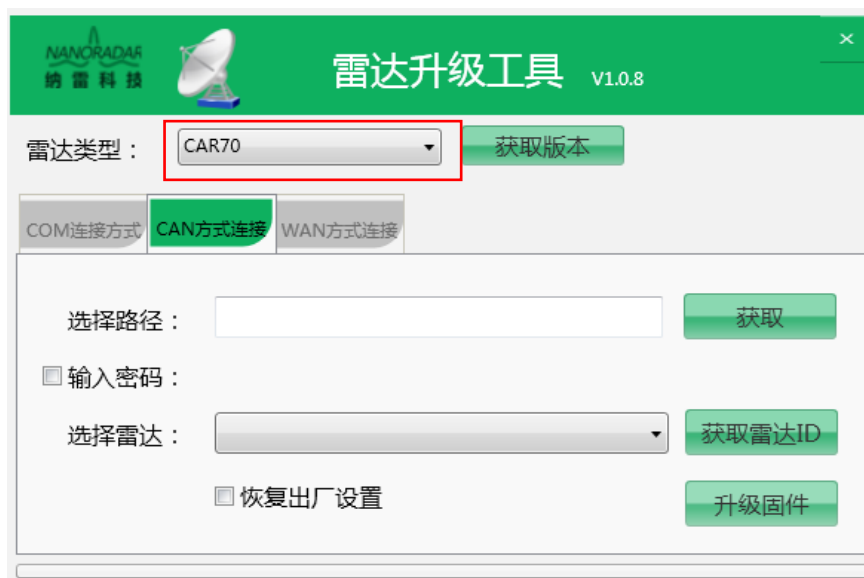 NANORADAR
纳雷科技
雷达升级工具 V1.0.8
×
雷达类型： CAR70 获取版本
COM连接方式 CAN方式连接 WAN方式连接
选择路径： 获取
输入密码：
选择雷达： 获取雷达ID
恢复出厂设置 升级固件